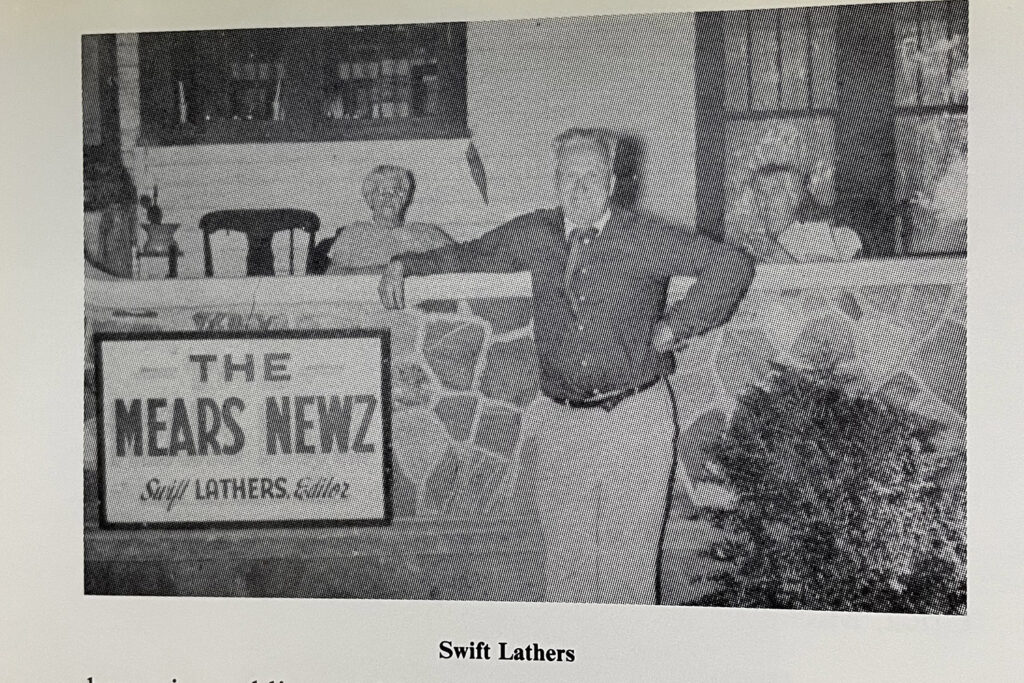 THE
MEARS NEWZ
Swift LATHERS, Editor
Swift Lathers